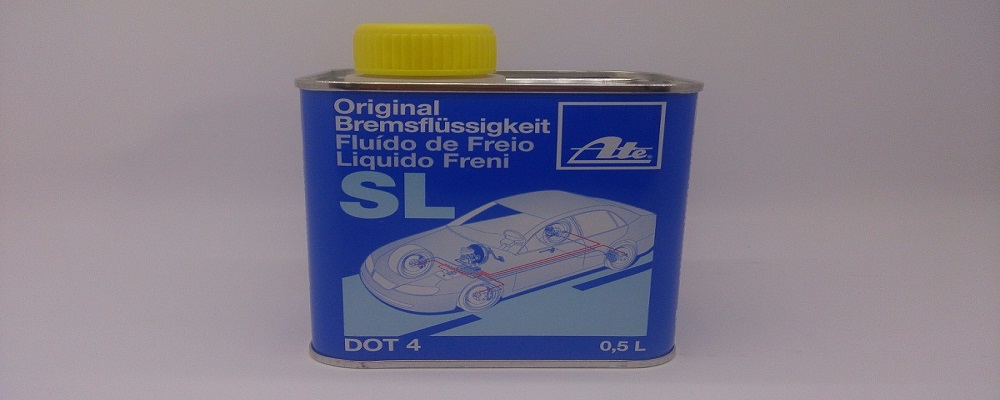 Original
Bremsflüssigkeit
Fluído de Freio
Liquido Freni
Ate®
SL
DOT 4
0,5 L